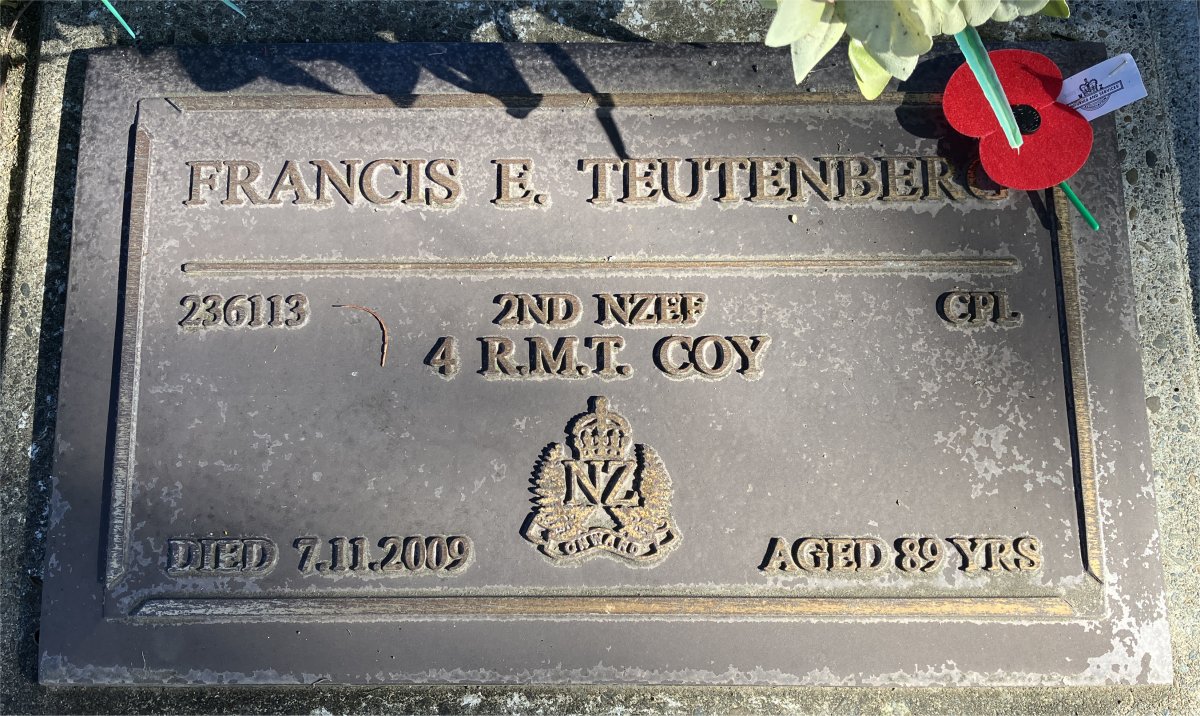 FRANCIS E. TEUTENBERG
236113 2ND NZEF CPL
4 R.M.T. COY
NZ
ONWARD
DIED 7.11.2009 AGED 89 YRS